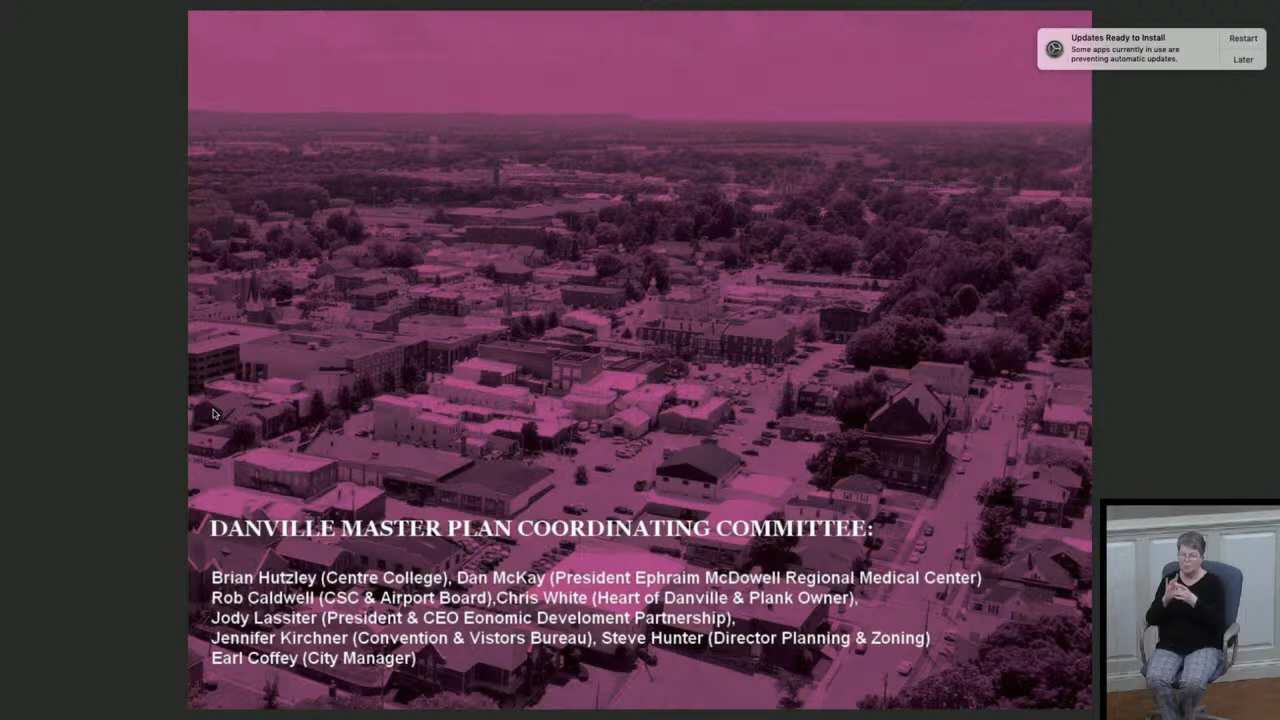 Updates Ready to Install
Some apps currently in use are
preventing automatic updates.
Restart
Later
DANVILLE MASTER PLAN COORDINATING COMMITTEE:
Brian Hutzley (Centre College), Dan McKay (President Ephraim McDowell Regional Medical Center)
Rob Caldwell (CSC & Airport Board),Chris White (Heart of Danville & Plank Owner),
Jody Lassiter (President & CEO Eonomic Develoment Partnership),
Jennifer Kirchner (Convention & Vistors Bureau), Steve Hunter (Director Planning & Zoning)
Earl Coffey (City Manager)